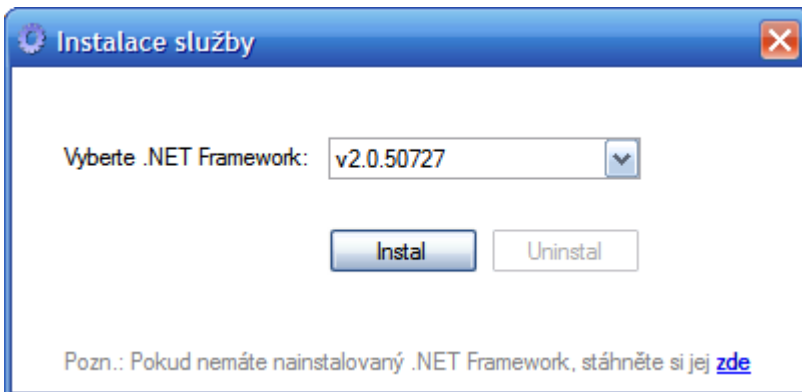 Instalace služby
Vyberte .NET Framework: v2.0.50727
Instal Uninstal
Pozn.: Pokud nemáte nainstalovaný .NET Framework, stáhněte si jej zde